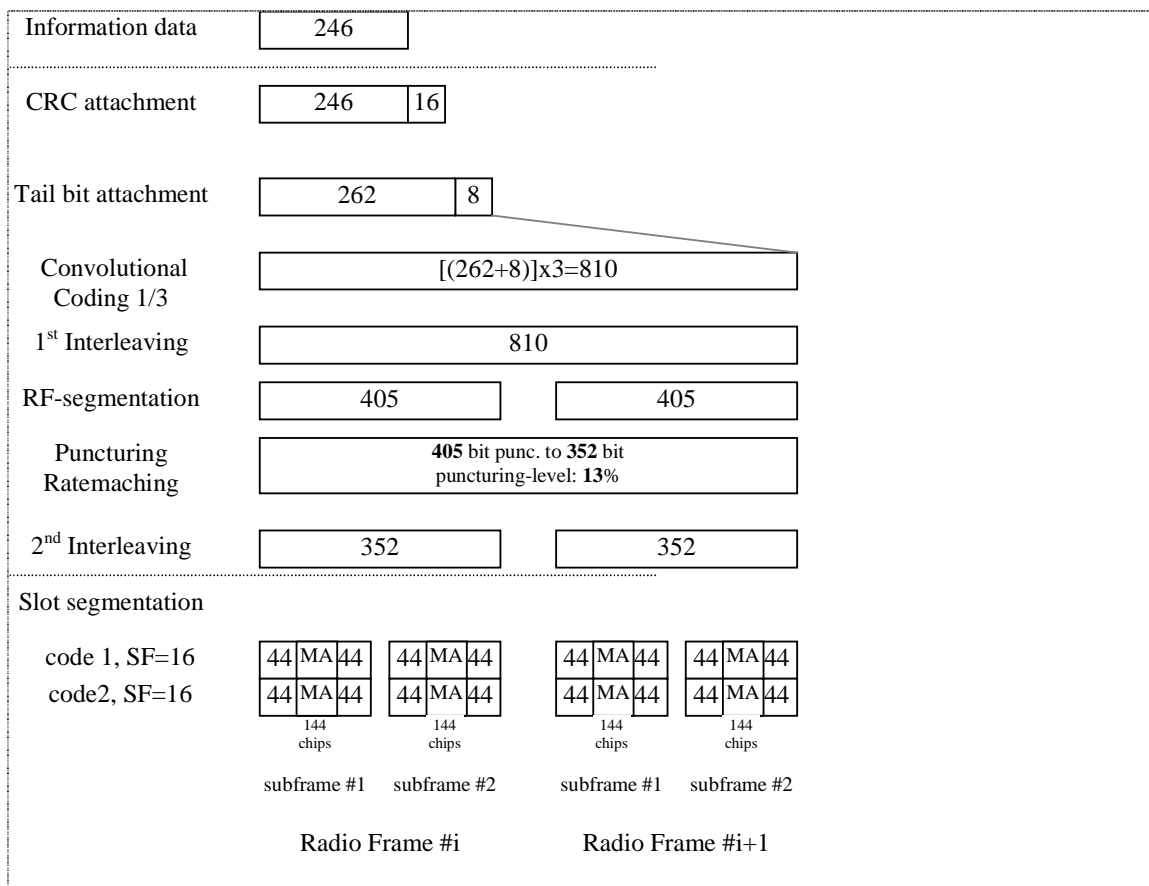 Information data 246
CRC attachment 246 16
Tail bit attachment 262 8
Convolutional
Coding 1/3
[(262+8)]x3=810
1st Interleaving 810
RF-segmentation 405 405
Puncturing
Ratemaching
405 bit punc. to 352 bit
puncturing-level: 13%
2nd Interleaving 352 352
Slot segmentation
code 1, SF=16 44 MA 44 44 MA 44 44 MA 44 44 MA 44
code2, SF=16 44 MA 44 44 MA 44 44 MA 44 44 MA 44
144 144 144 144
chips chips chips chips
subframe #1 subframe #2 subframe #1 subframe #2
Radio Frame #i Radio Frame #i+1